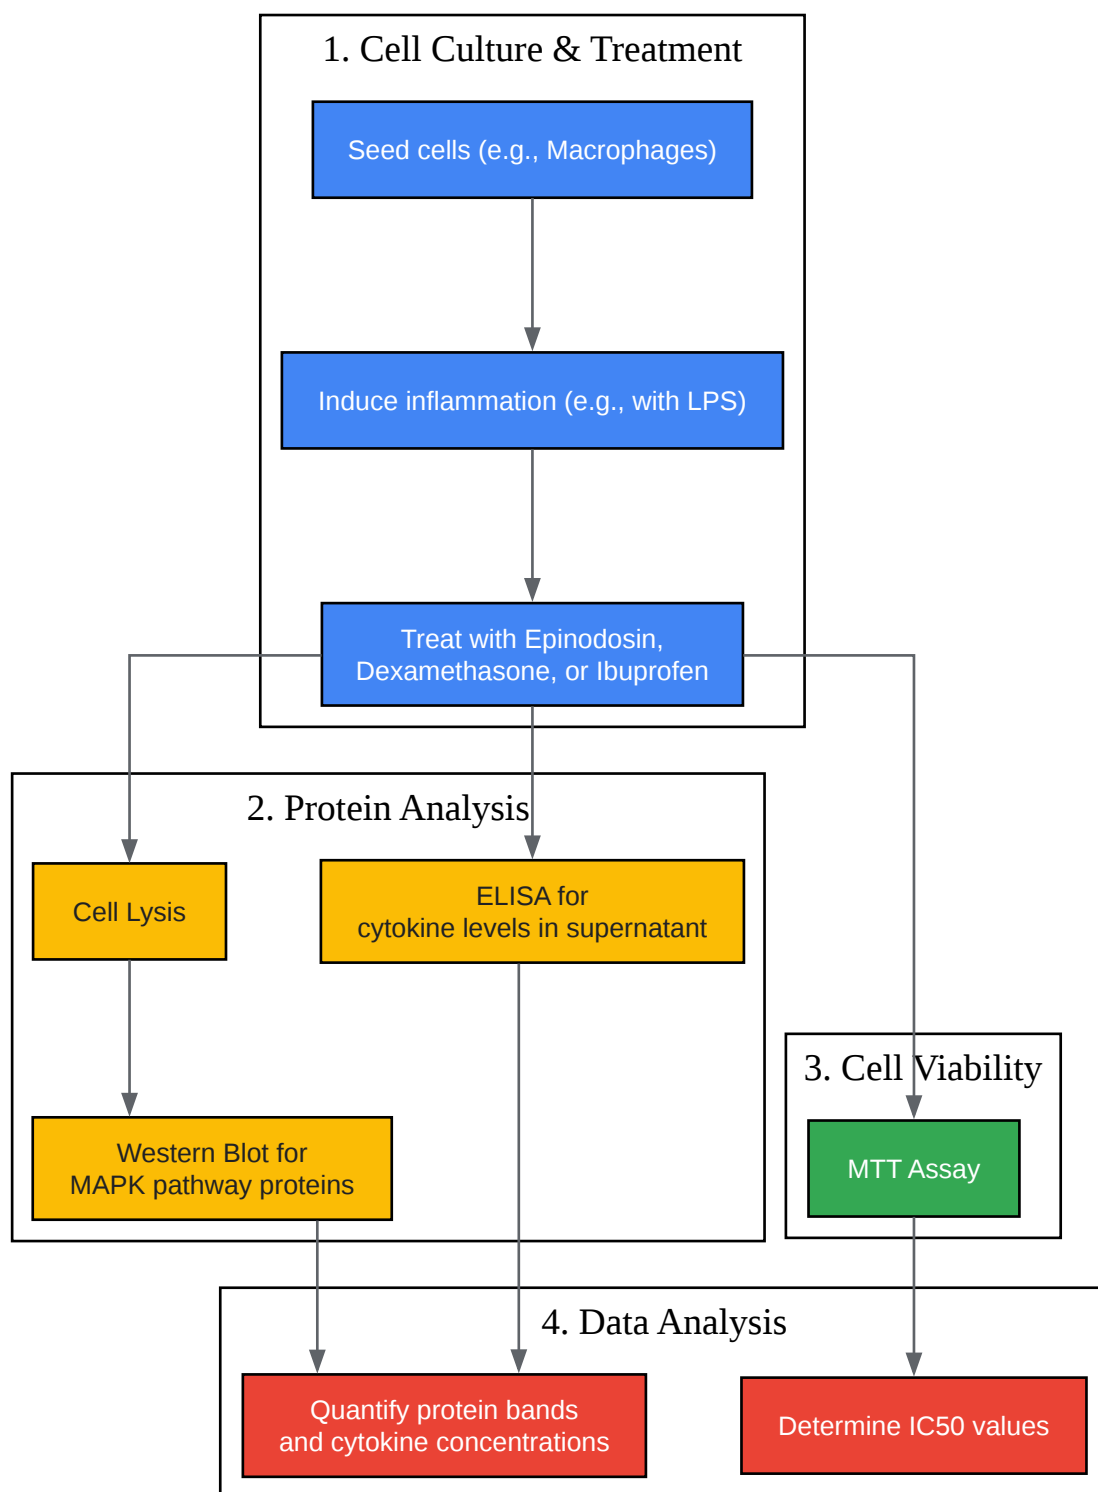 1. Cell Culture & Treatment
Seed cells (e.g., Macrophages)
Induce inflammation (e.g., with LPS)
Treat with Epinodosin,
Dexamethasone, or Ibuprofen
2. Protein Analysis
Cell Lysis
ELISA for
cytokine levels in supernatant
Western Blot for
MAPK pathway proteins
3. Cell Viability
MTT Assay
4. Data Analysis
Quantify protein bands
and cytokine concentrations
Determine IC50 values